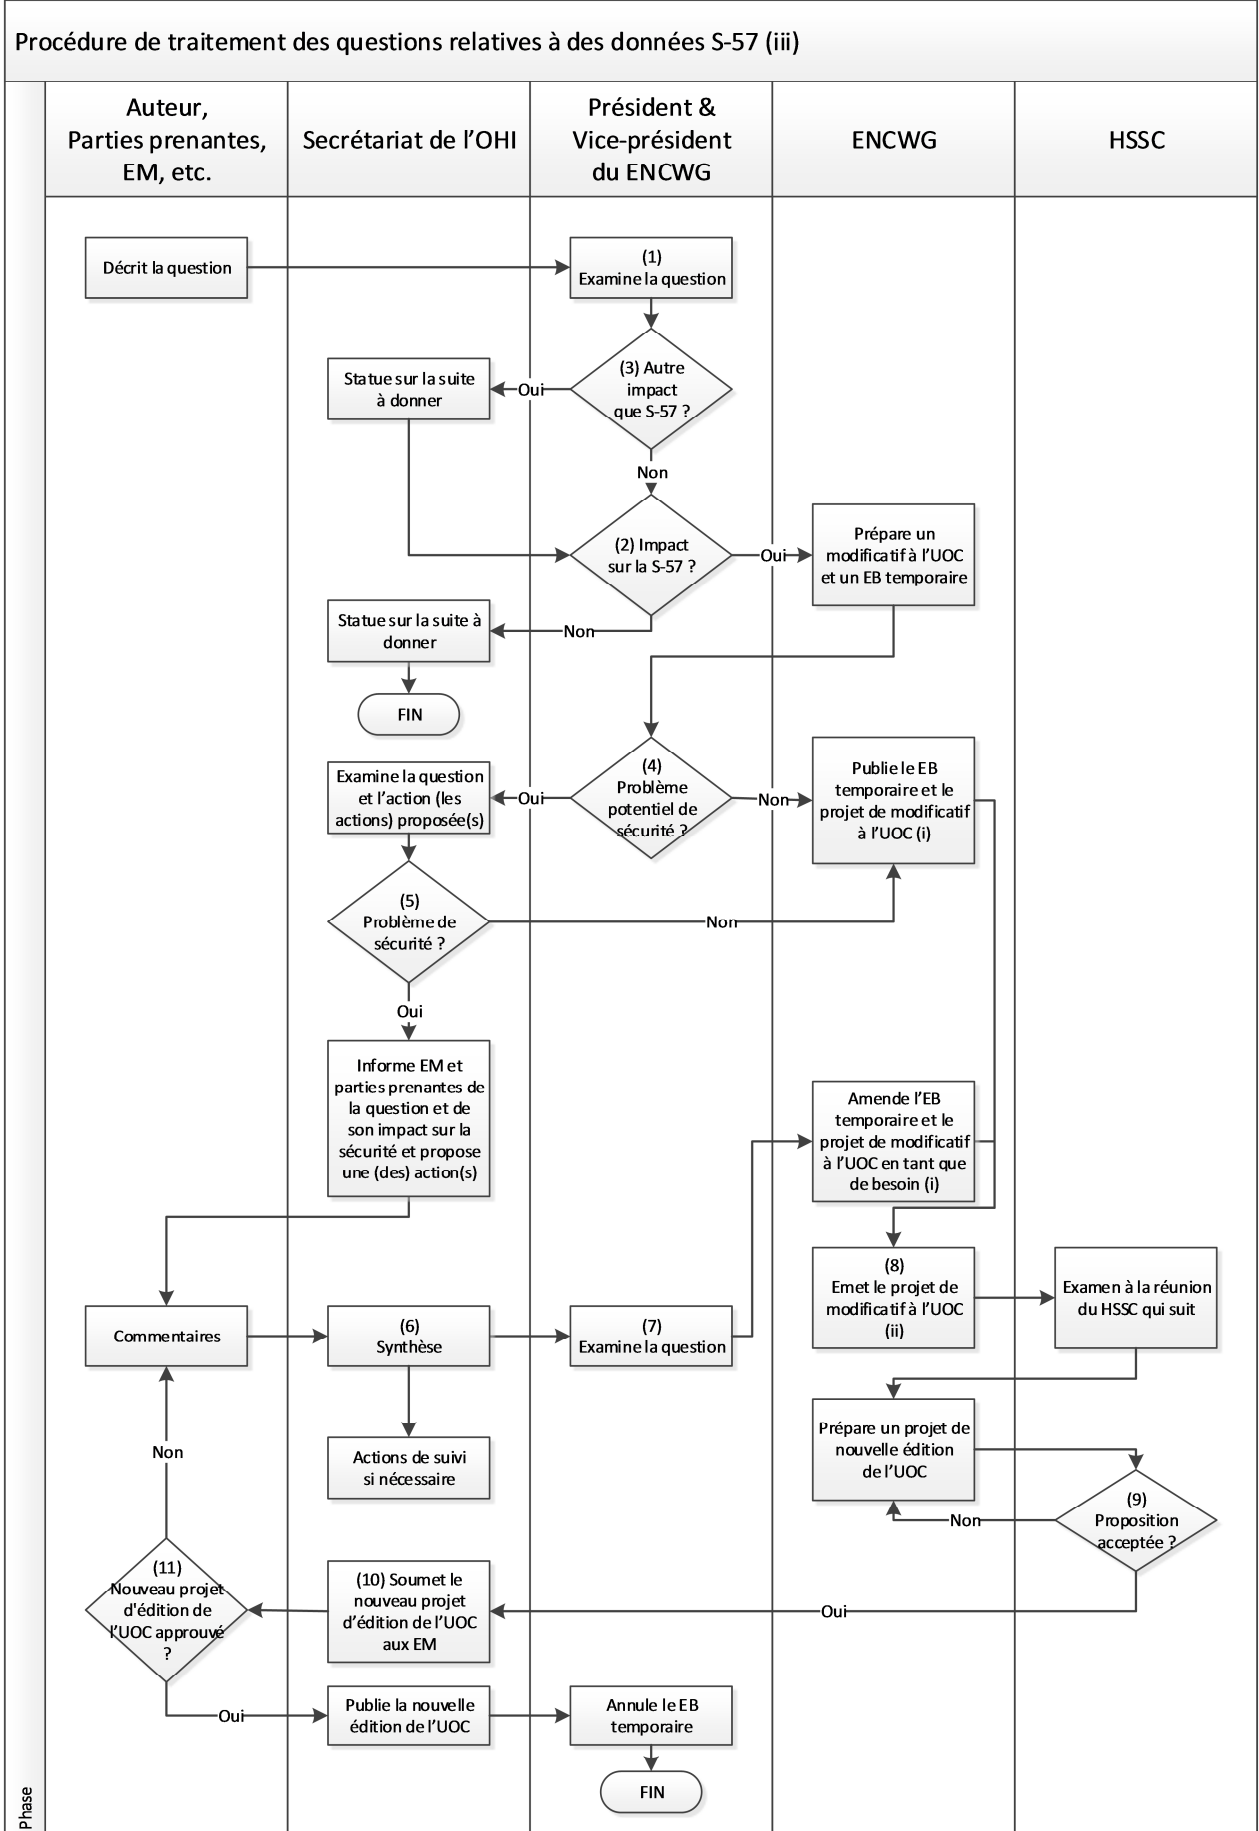 Procédure de traitement des questions relatives à des données S-57 (iii)
Auteur,
Parties prenantes,
EM, etc.
Secrétariat de l'OHI
Président &
Vice-président
du ENCWG
ENCWG
HSSC
Décrit la question
(1)
Examine la question
Statue sur la suite
à donner
Oui
(3) Autre
impact
que S-57 ?
Non
(2) Impact
sur la S-57 ?
Oui
Prépare un
modificatif à l'UOC
et un EB temporaire
Statue sur la suite à
donner
Non
FIN
Examine la question
et l'action (les
actions) proposée(s)
Oui
(4)
Problème
potentiel de
sécurité ?
Non
Publie le EB
temporaire et le
projet de modificatif
à l'UOC (i)
(5)
Problème de
sécurité ?
Non
Oui
Informe EM et
parties prenantes de
la question et de
son impact sur la
sécurité et propose
une (des) action(s)
Amende l'EB
temporaire et le
projet de modificatif
à l'UOC en tant que
de besoin (i)
(8)
Emet le projet de
modificatif à l'UOC
(ii)
Examen à la réunion
du HSSC qui suit
Commentaires
(6)
Synthèse
(7)
Examine la question
Non
Actions de suivi
si nécessaire
Prépare un projet de
nouvelle édition
de l'UOC
Non
(9)
Proposition
acceptée ?
(11)
Nouveau projet
d'édition de
l'UOC approuvé
?
(10) Soumet le
nouveau projet
d'édition de l'UOC
aux EM
Oui
Oui
Publie la nouvelle
édition de l'UOC
Annule le EB
temporaire
FIN
Phase